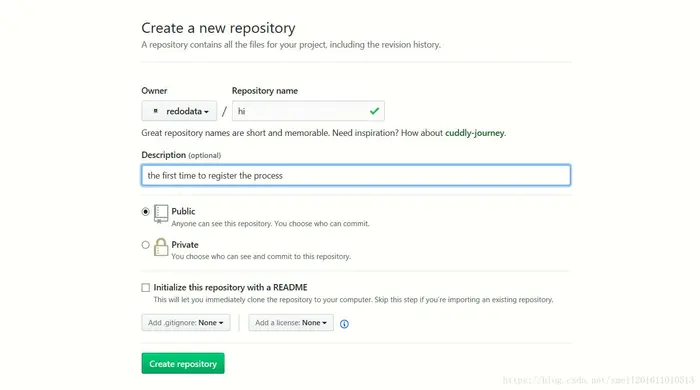 Create a new repository
A repository contains all the files for your project, including the revision history.
Owner Repository name
redodata / hi
Great repository names are short and memorable. Need inspiration? How about cuddly-journey.
Description (optional)
the first time to register the process
Public
Anyone can see this repository. You choose who can commit.
Private
You choose who can see and commit to this repository.
Initialize this repository with a README
This will let you immediately clone the repository to your computer. Skip this step if you're importing an existing repository.
Add .gitignore: None Add a license: None
Create repository